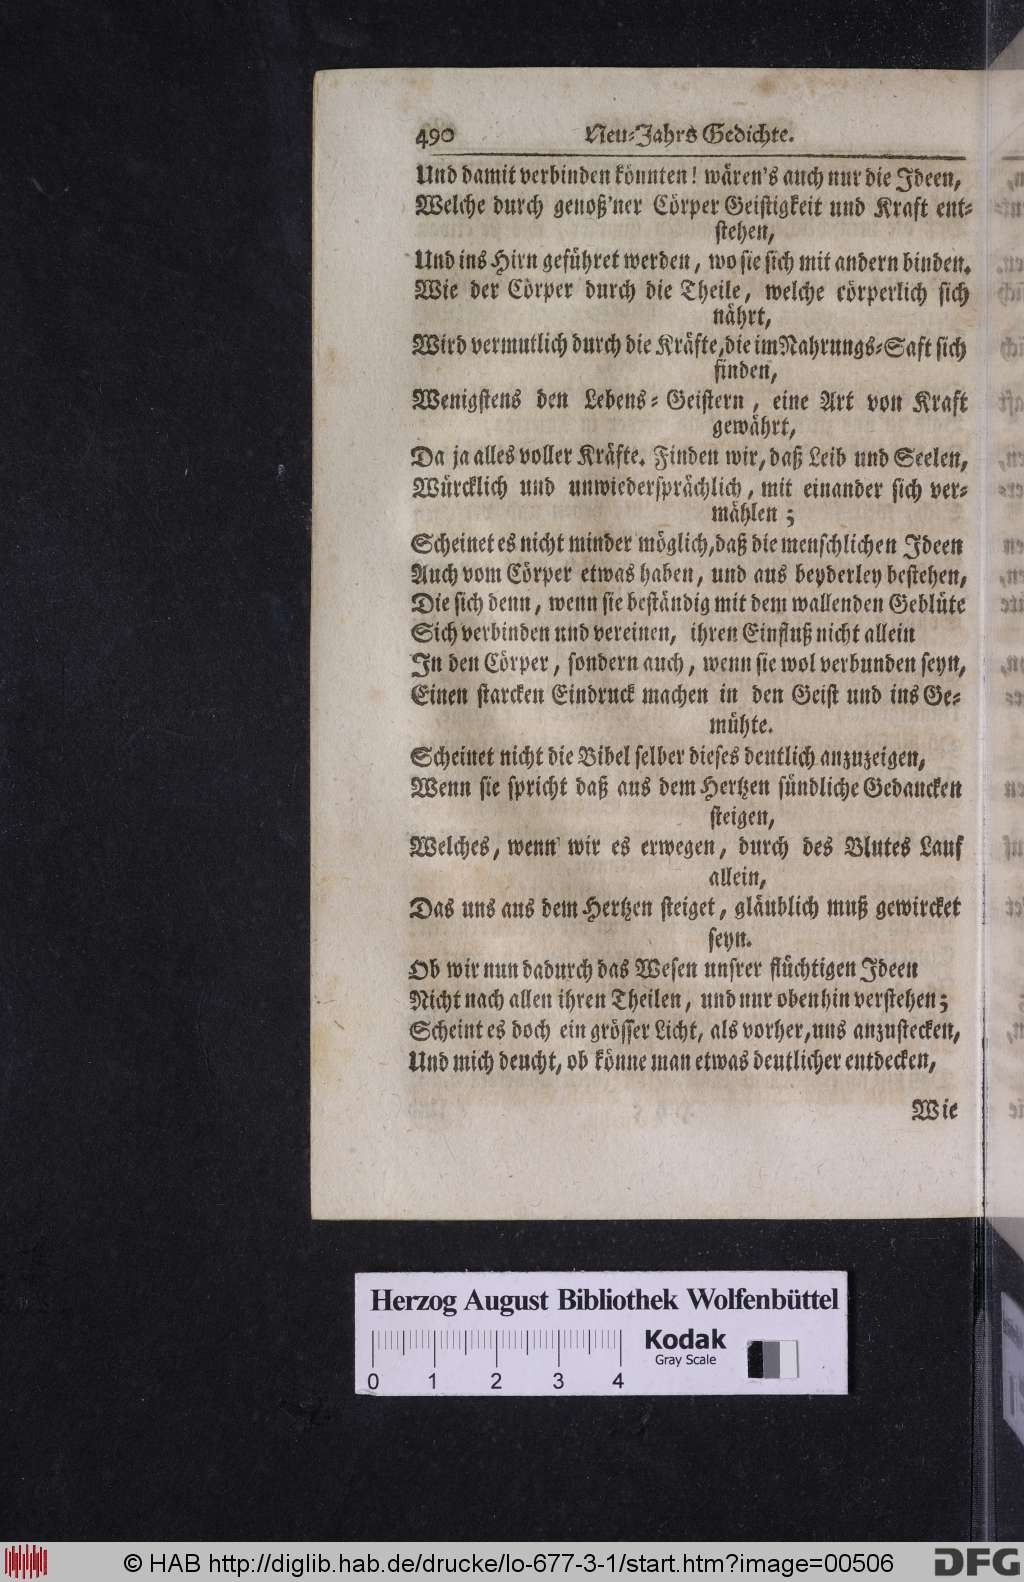 490 Neu-Jahrs Gedichte.
Und damit verbinden könnten! wären's auch nur die Ideen,
Welche durch genoß'ner Cörper Geistigkeit und Kraft ent-
stehen,
Und ins Hirn geführet werden, wo sie sich mit andern binden.
Wie der Cörper durch die Theile, welche cörperlich sich
nährt,
Wird vermutlich durch die Kräfte, die im Nahrungs-Saft sich
finden,
Wenigstens den Lebens-Geistern, eine Art von Kraft
gewährt,
Da ja alles voller Kräfte. Finden wir, daß Leib und Seelen,
Würcklich und unwiedersprächlich, mit einander sich ver-
mählen;
Scheinet es nicht minder möglich, daß die menschlichen Ideen
Auch vom Cörper etwas haben, und aus beyderley bestehen,
Die sich denn, wenn sie beständig mit dem wallenden Geblüte
Sich verbinden und vereinen, ihren Einfluß nicht allein
In den Cörper, sondern auch, wenn sie wol verbunden seyn,
Einen starcken Eindruck machen in den Geist und ins Ge-
mühte.
Scheinet nicht die Bibel selber dieses deutlich anzuzeigen,
Wenn sie spricht daß aus dem Hertzen sündliche Gedancken
steigen,
Welches, wenn wir es erwegen, durch des Blutes Lauf
allein,
Das uns aus dem Hertzen steiget, gläublich muß gewircket
seyn.
Ob wir nun dadurch das Wesen unsrer flüchtigen Ideen
Nicht nach allen ihren Theilen, und nur obenhin verstehen;
Scheint es doch ein grösser Licht, als vorher, uns anzustecken,
Und mich deucht, ob könne man etwas deutlicher entdecken,
Wie
Herzog August Bibliothek Wolfenbüttel
Kodak
Gray Scale
0 1 2 3 4
© HAB http://diglib.hab.de/drucke/lo-677-3-1/start.htm?image=00506
DFG